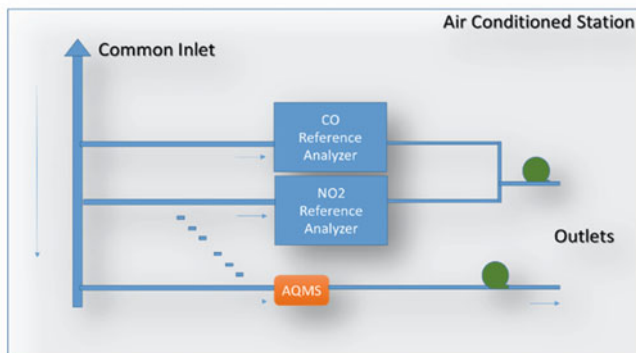 Air Conditioned Station
Common Inlet
CO
Reference
Analyzer
NO2
Reference
Analyzer
Outlets
AQMS